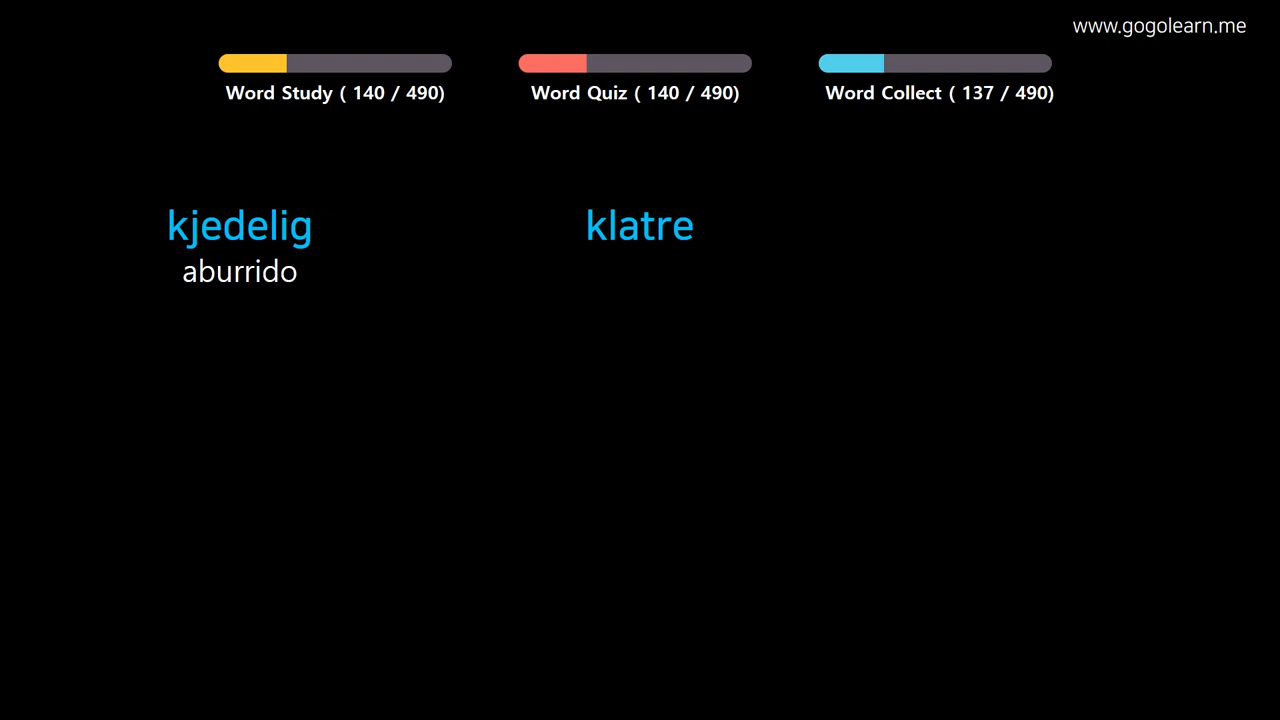 www.gogolearn.me
Word Study ( 140 / 490)
Word Quiz ( 140 / 490)
Word Collect ( 137 / 490)
kjedelig
aburrido
klatre